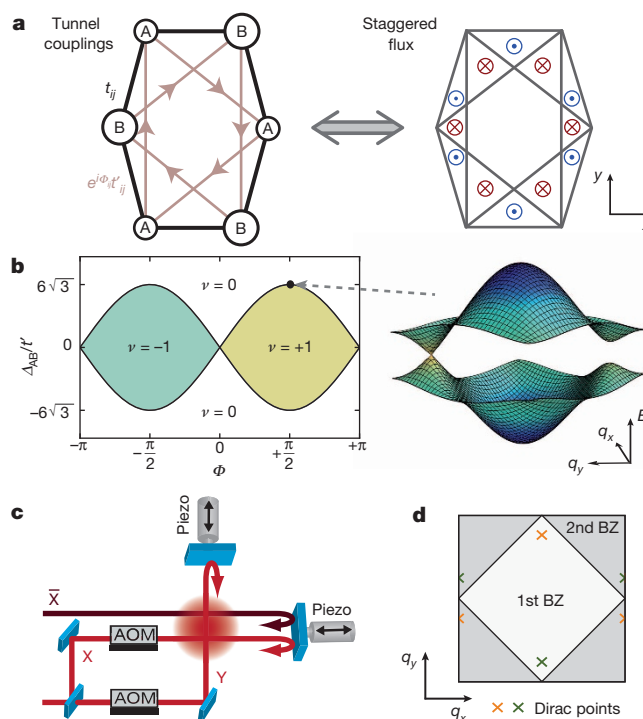 a
Tunnel
couplings
Staggered
flux
A
B
t_ij
B
A
e^{iΦ_ij}t'_ij
A
B
y
b
6√3
0
−6√3
Δ_AB/t'
ν = 0
ν = −1
ν = +1
ν = 0
−π
−π/2
0
+π/2
+π
Φ
q_x
q_y
c
Piezo
X̄
Piezo
AOM
X
Y
AOM
d
2nd BZ
1st BZ
q_y
q_x
Dirac points